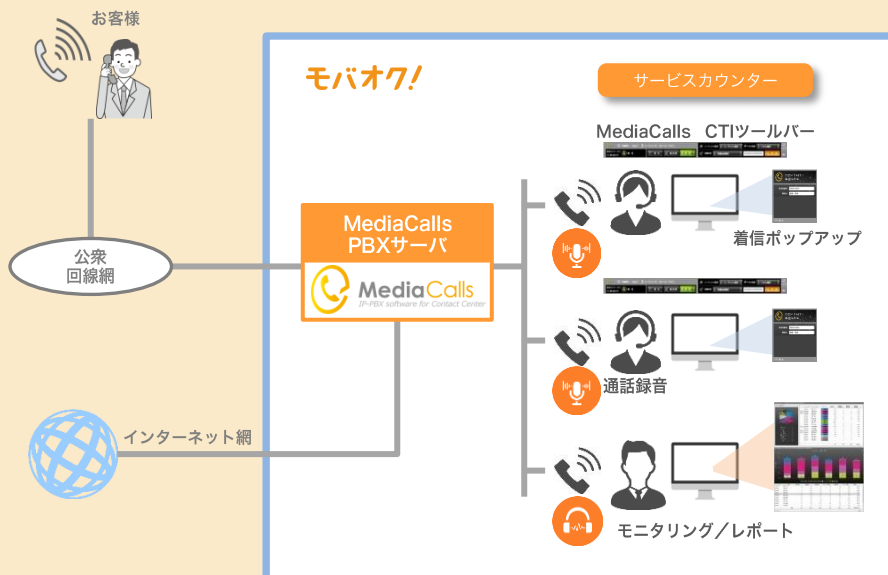 お客様
モバオク!
サービスカウンター
MediaCalls CTIツールバー
MediaCalls
PBXサーバ
MediaCalls
IP-PBX software for Contact Center
公衆
回線網
着信ポップアップ
通話録音
インターネット網
モニタリング／レポート